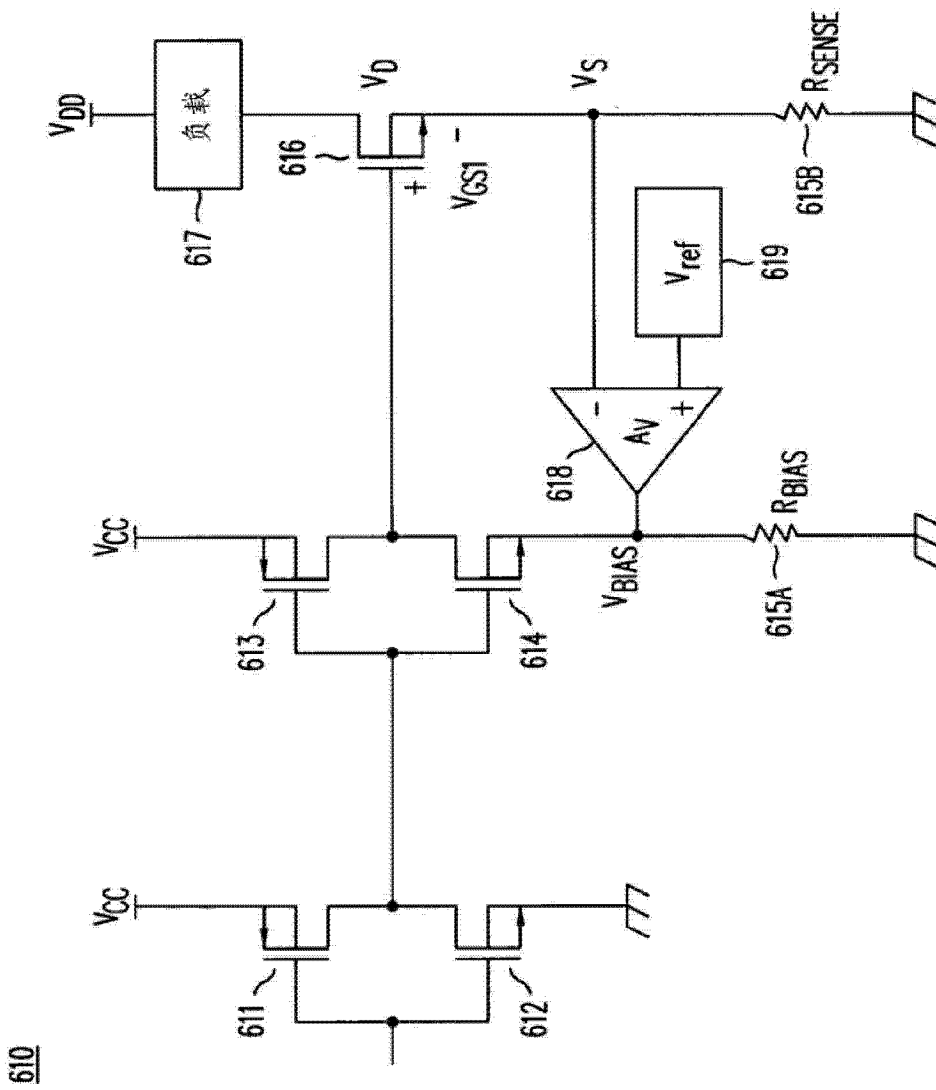 610
611
612
V_CC
613
614
V_CC
V_BIAS
615A
R_BIAS
618
A_V
-
+
V_ref
619
617
负载
V_DD
616
V_D
+
V_GS1
-
V_S
615B
R_SENSE